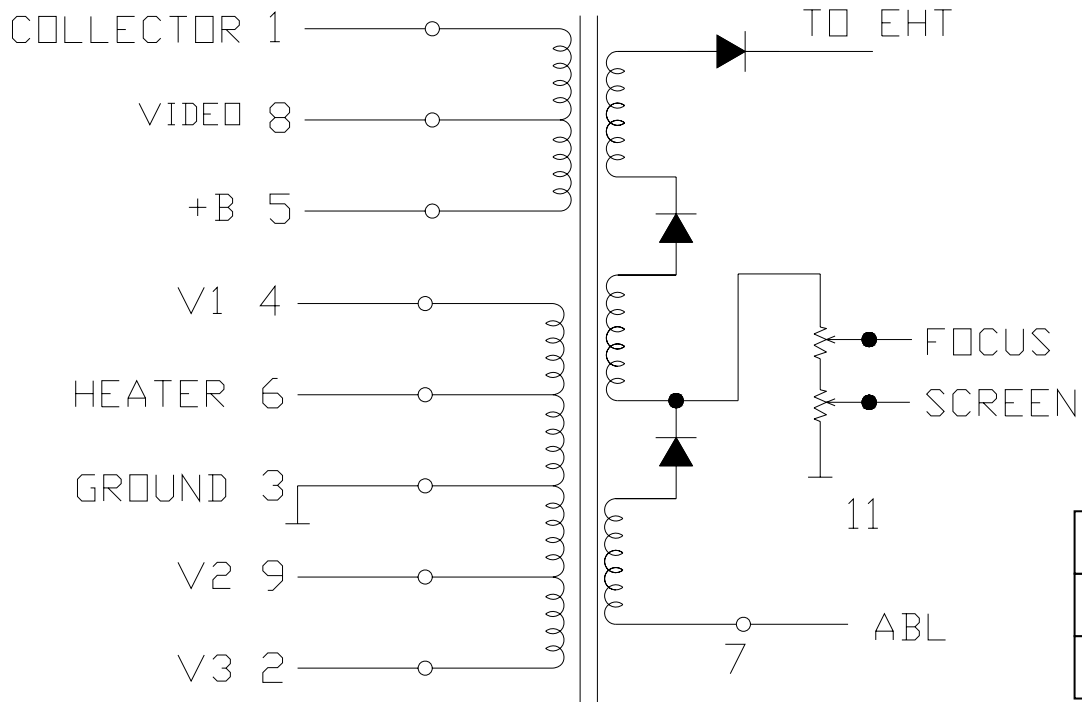 COLLECTOR 1
VIDEO 8
+B 5
V1 4
HEATER 6
GROUND 3
V2 9
V3 2
TO EHT
FOCUS
SCREEN
11
ABL
7